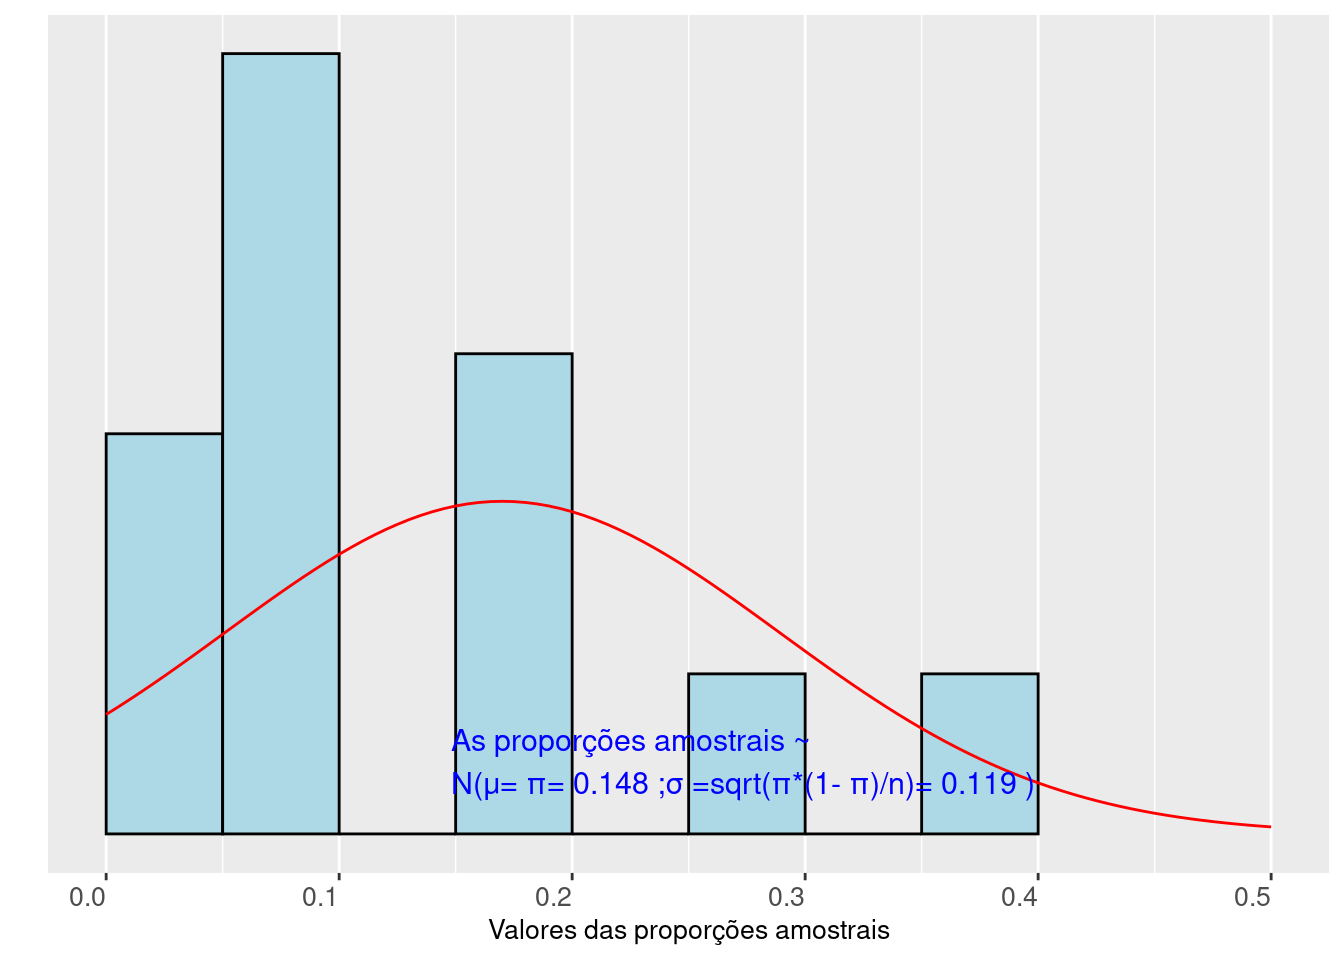 As proporções amostrais ~
N(μ= π= 0.148 ;σ =sqrt(π*(1- π)/n)= 0.119 )
0.0 0.1 0.2 0.3 0.4 0.5
Valores das proporções amostrais